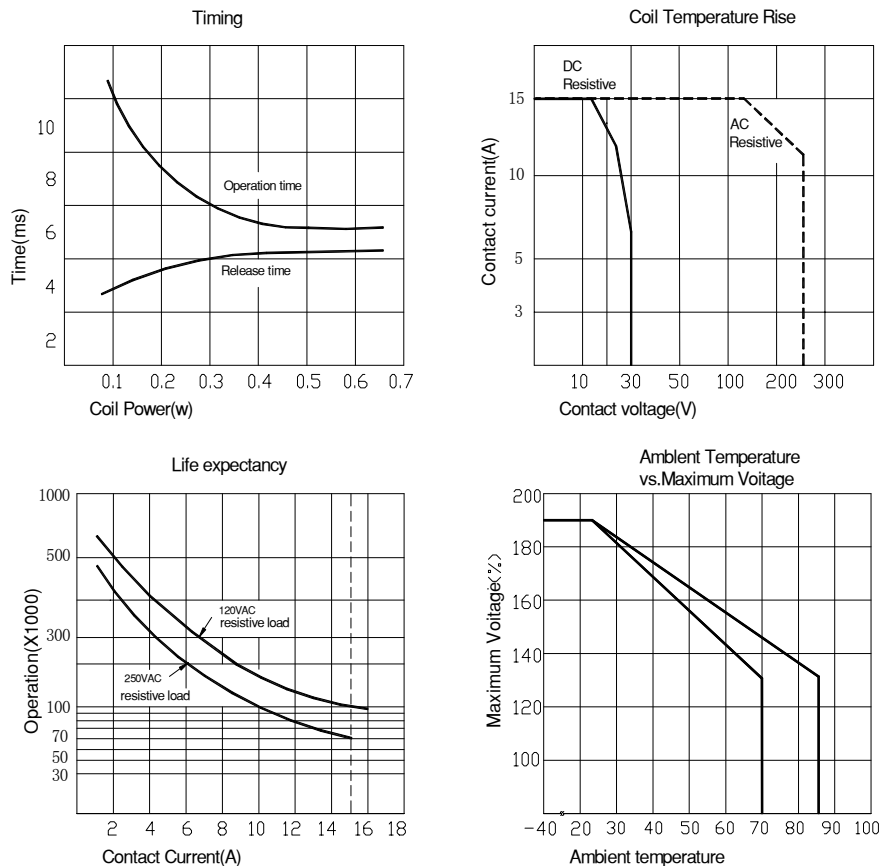 Timing
10
8
6
4
2
Time(ms)
Operation time
Release time
0.1 0.2 0.3 0.4 0.5 0.6 0.7
Coil Power(w)
Coil Temperature Rise
DC
Resistive
AC
Resistive
15
10
5
3
Contact current(A)
10 30 50 100 200 300
Contact voltage(V)
Life expectancy
1000
500
300
100
70
50
30
Operation(X1000)
120VAC
resistive load
250VAC
resistive load
2 4 6 8 10 12 14 16 18
Contact Current(A)
Amblent Temperature
vs.Maximum Voitage
200
180
160
140
120
100
Maximum Voitage(%)
-40 20 30 40 50 60 70 80 90 100
Ambient temperature